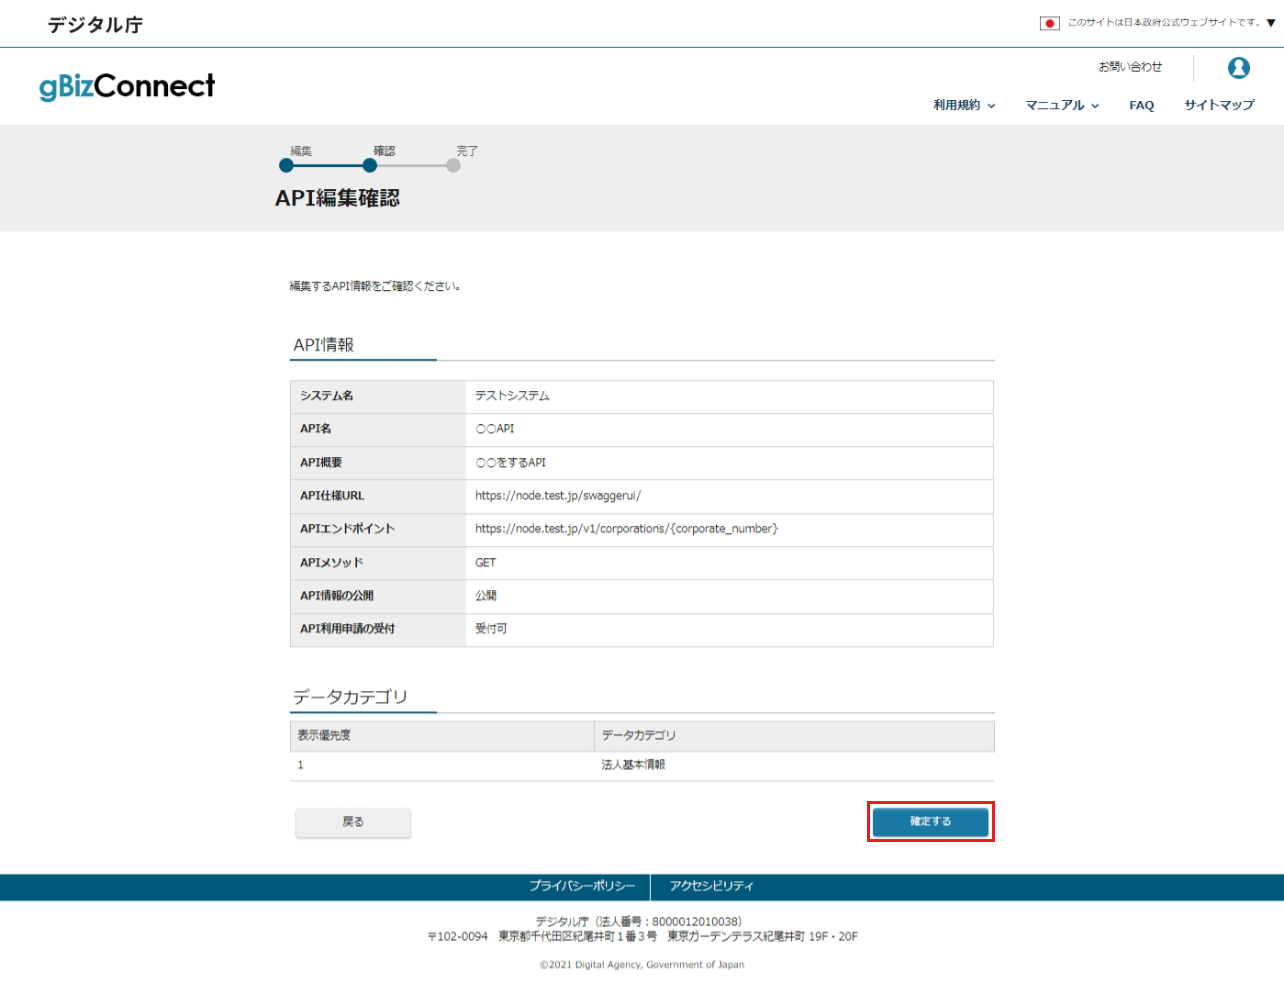 デジタル庁
このサイトは日本政府公式ウェブサイトです。▼
gBizConnect
お問い合わせ
利用規約 マニュアル FAQ サイトマップ
編集 確認 完了
API編集確認
編集するAPI情報をご確認ください。
API情報
システム名 テストシステム
API名 ○○API
API概要 ○○をするAPI
API仕様URL https://node.test.jp/swaggerui/
APIエンドポイント https://node.test.jp/v1/corporations/{corporate_number}
APIメソッド GET
API情報の公開 公開
API利用申請の受付 受付可
データカテゴリ
表示優先度 データカテゴリ
1 法人基本情報
戻る 確定する
プライバシーポリシー アクセシビリティ
デジタル庁（法人番号：8000012010038）
〒102-0094 東京都千代田区紀尾井町１番３号 東京ガーデンテラス紀尾井町 19F・20F
©2021 Digital Agency, Government of Japan